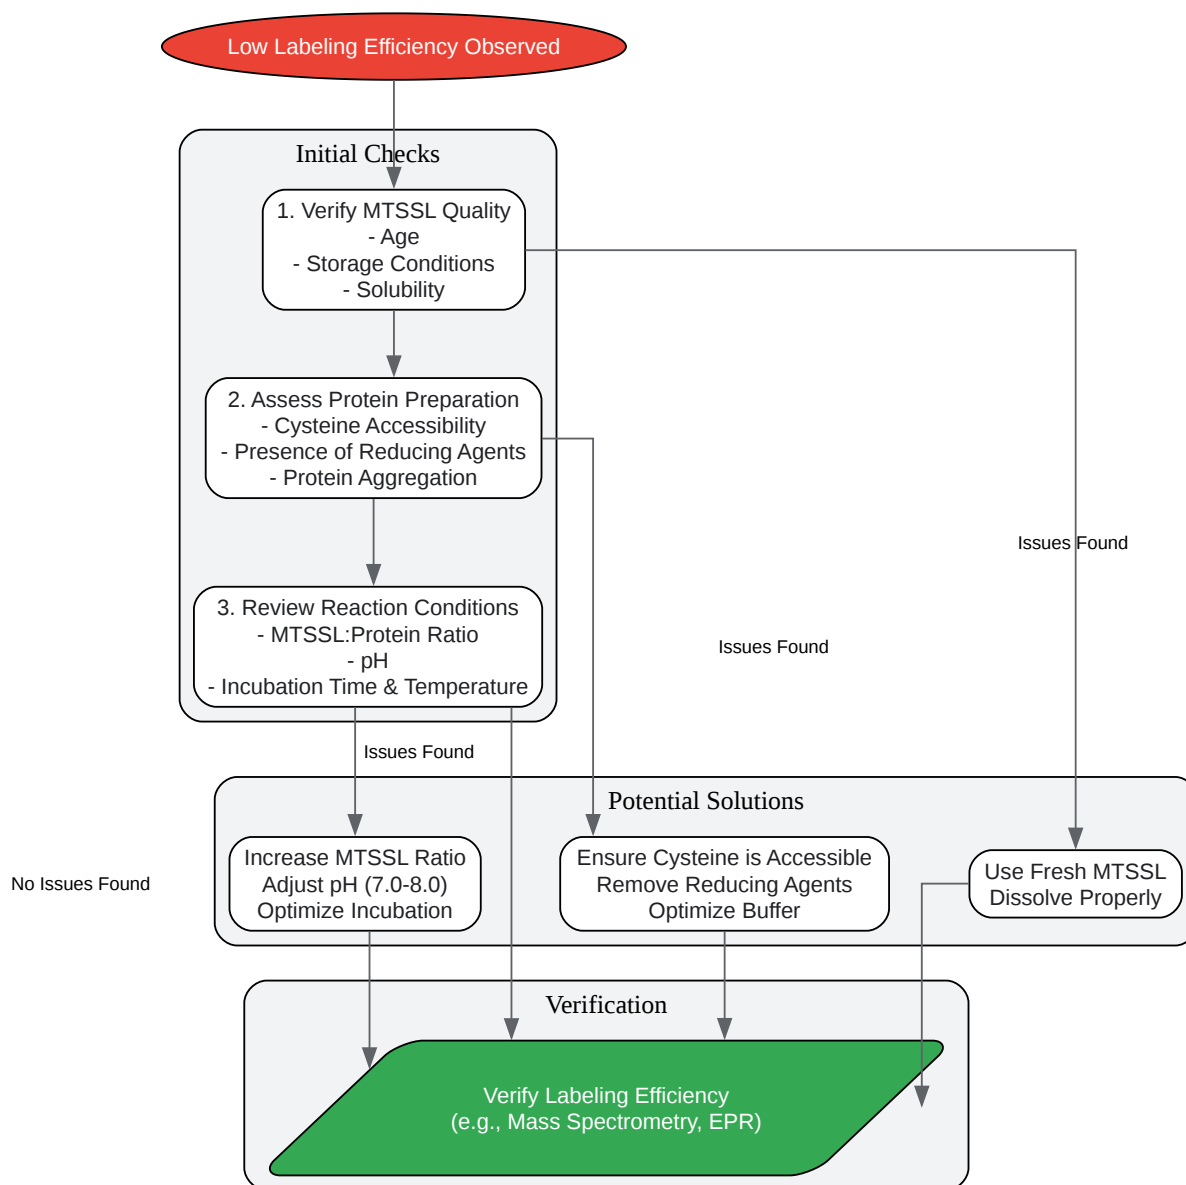 Low Labeling Efficiency Observed
Initial Checks
1. Verify MTSSL Quality
- Age
- Storage Conditions
- Solubility
2. Assess Protein Preparation
- Cysteine Accessibility
- Presence of Reducing Agents
- Protein Aggregation
Issues Found
3. Review Reaction Conditions
- MTSSL:Protein Ratio
- pH
- Incubation Time & Temperature
Issues Found
Issues Found
Potential Solutions
Increase MTSSL Ratio
Adjust pH (7.0-8.0)
Optimize Incubation
Ensure Cysteine is Accessible
Remove Reducing Agents
Optimize Buffer
Use Fresh MTSSL
Dissolve Properly
No Issues Found
Verification
Verify Labeling Efficiency
(e.g., Mass Spectrometry, EPR)